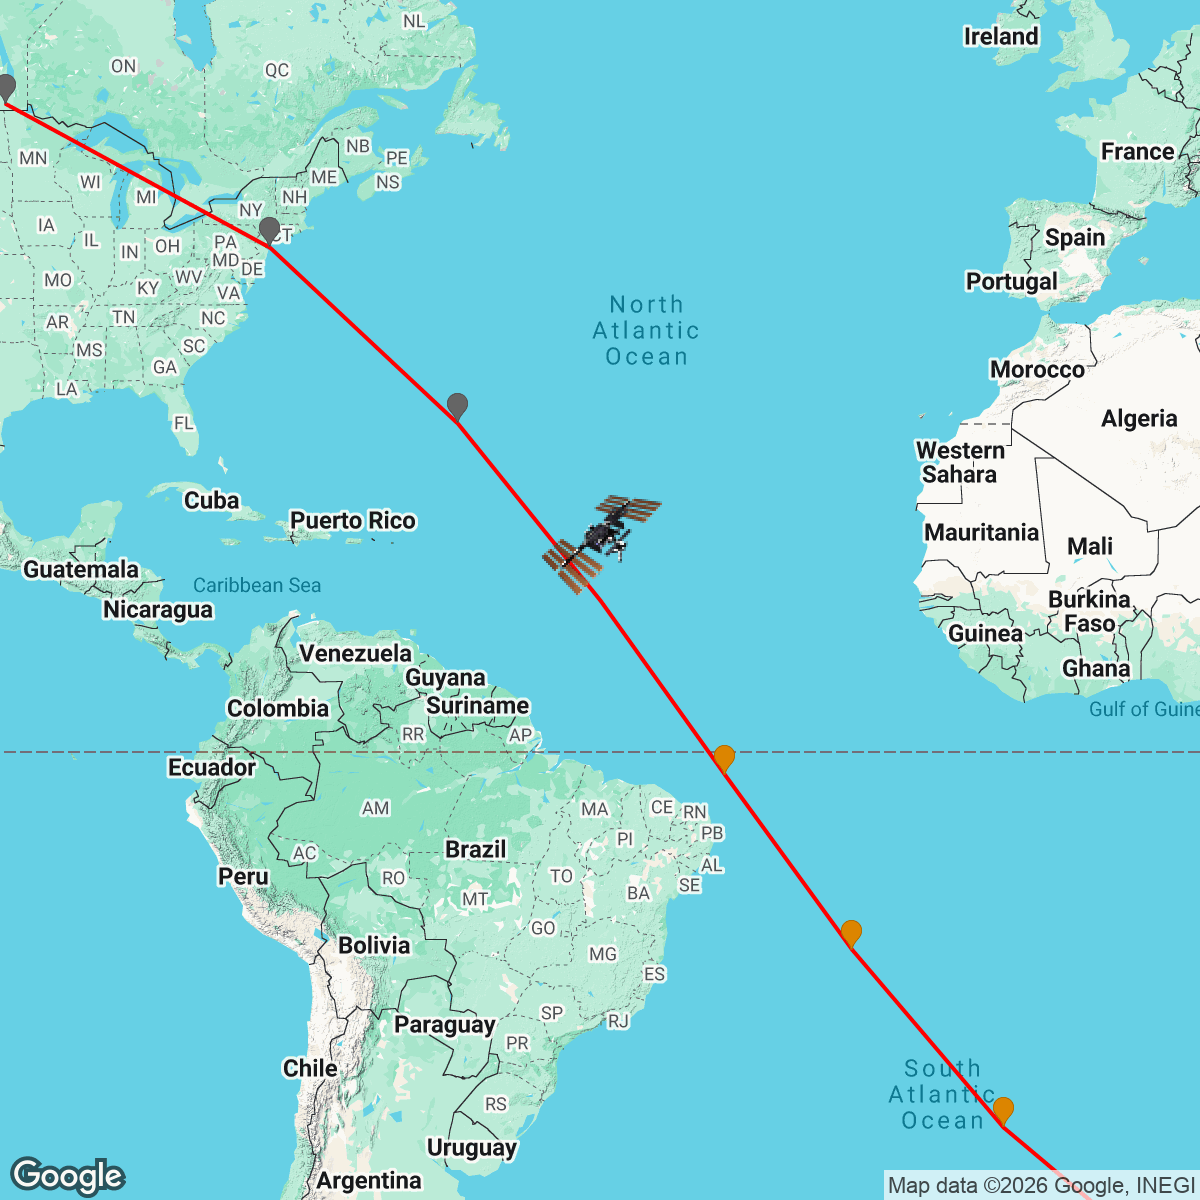 NL
Ireland
ON
QC
France
NB
MN
PE
ME
WI
NS
MI
NH
NY
IA
CT
Spain
IL
OH
PA
IN
MD
DE
WV
MO
Portugal
KY
VA
North
Atlantic
Ocean
TN
NC
AR
SC
MS
GA
Morocco
LA
Algeria
FL
Western
Sahara
Cuba
Puerto Rico
Mauritania
Mali
Guatemala
Caribbean Sea
Burkina
Faso
Nicaragua
Guinea
Venezuela
Ghana
Guyana
Suriname
Colombia
Gulf of Guine
RR
AP
Ecuador
AM
MA
CE
RN
PB
PI
Brazil
AC
AL
Peru
RO
TO
SE
BA
MT
GO
Bolivia
MG
ES
SP
RJ
Paraguay
PR
Chile
South
Atlantic
Ocean
RS
Uruguay
Argentina
Google
Map data ©2026 Google, INEGI